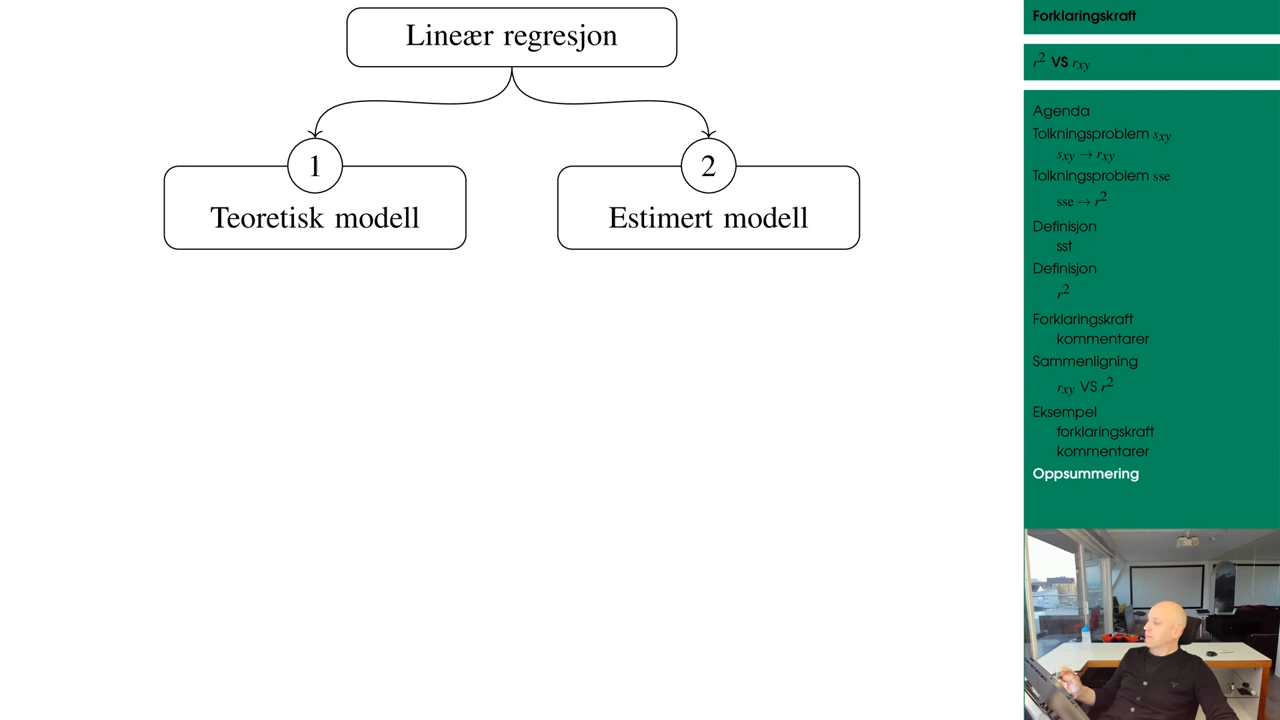 Lineær regresjon
1
Teoretisk modell
2
Estimert modell
Forklaringskraft
r² VS rxy
Agenda
Tolkningsproblem sxy
sxy → rxy
Tolkningsproblem sse
sse → r²
Definisjon
sst
Definisjon
r²
Forklaringskraft
kommentarer
Sammenligning
rxy VS r²
Eksempel
forklaringskraft
kommentarer
Oppsummering